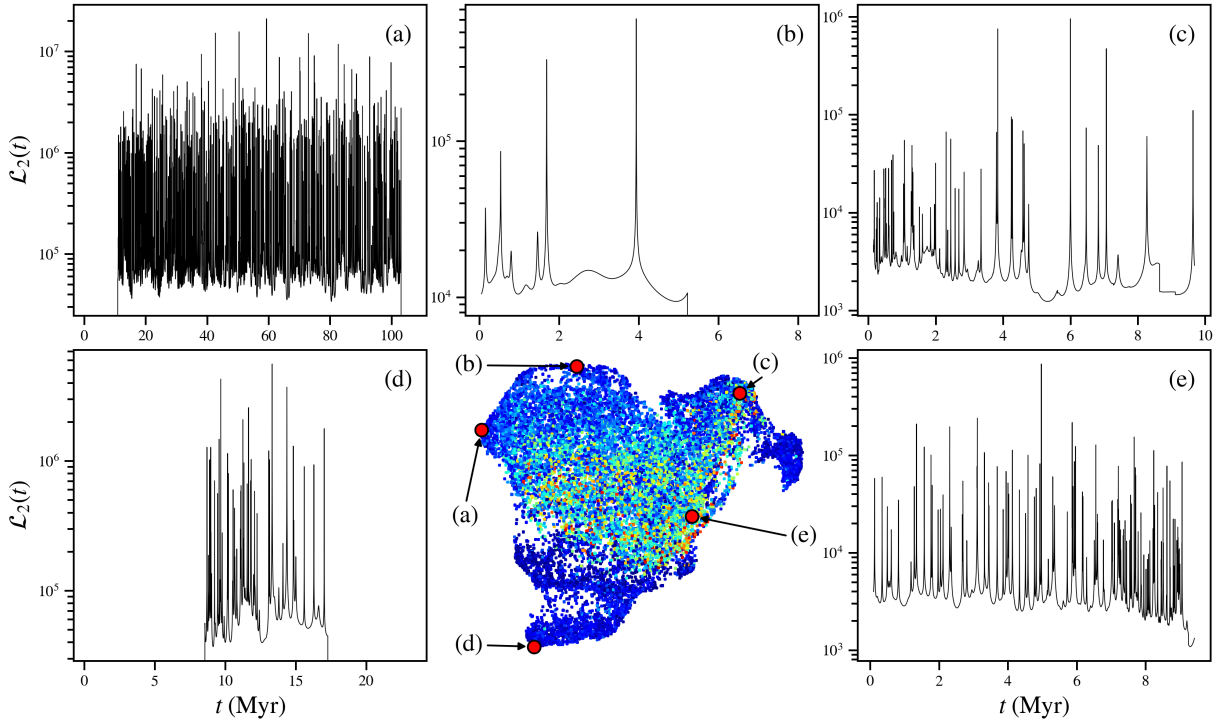 (a)
10⁷
10⁶
10⁵
ℒ₂(t)
0 20 40 60 80 100
(b)
10⁵
10⁴
0 2 4 6 8
(c)
10⁶
10⁵
10⁴
10³
0 2 4 6 8 10
(d)
10⁶
10⁵
ℒ₂(t)
0 5 10 15 20
t (Myr)
(b)
(c)
(a)
(e)
(d)
(e)
10⁶
10⁵
10⁴
10³
0 2 4 6 8
t (Myr)